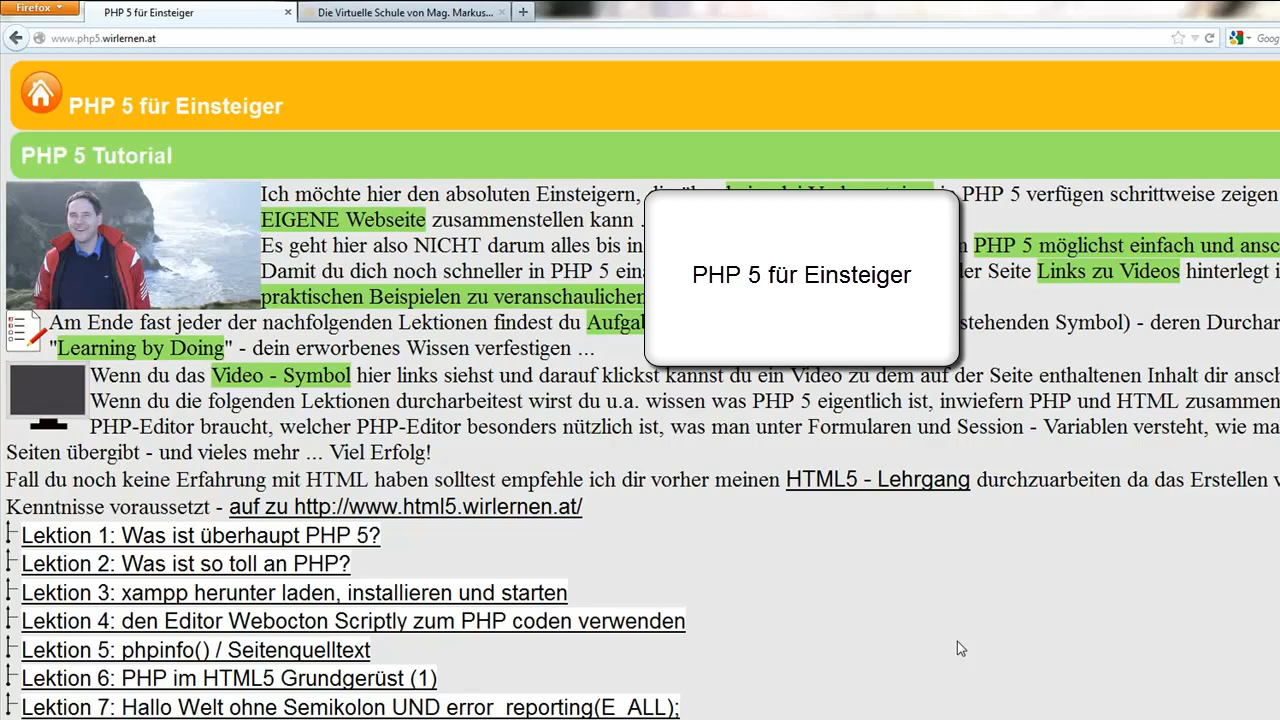 Firefox
PHP 5 für Einsteiger
Die Virtuelle Schule von Mag. Markus...
www.php5.wirlernen.at
Goog
PHP 5 für Einsteiger
PHP 5 Tutorial
Ich möchte hier den absoluten Einsteigern, PHP 5 verfügen schrittweise zeigen
EIGENE Webseite zusammenstellen kann
Es geht hier also NICHT darum alles bis in PHP 5 möglichst einfach und
Damit du dich noch schneller in PHP 5 der Seite Links zu Videos hinterlegt
praktischen Beispielen zu veranschaulichen
PHP 5 für Einsteiger
Am Ende fast jeder der nachfolgenden Lektionen findest du stehenden Symbol) - deren
"Learning by Doing" - dein erworbenes Wissen verfestigen ...
Wenn du das Video - Symbol hier links siehst und darauf klickst kannst du ein Video zu dem auf der Seite enthaltenen Inhalt dir
Wenn du die folgenden Lektionen durcharbeitest wirst du u.a. wissen was PHP 5 eigentlich ist, inwiefern PHP und HTML
PHP-Editor braucht, welcher PHP-Editor besonders nützlich ist, was man unter Formularen und Session - Variablen versteht, wie
Seiten übergibt - und vieles mehr ... Viel Erfolg!
Fall du noch keine Erfahrung mit HTML haben solltest empfehle ich dir vorher meinen HTML5 - Lehrgang durchzuarbeiten da das Erstellen
Kenntnisse voraussetzt - auf zu http://www.html5.wirlernen.at/
Lektion 1: Was ist überhaupt PHP 5?
Lektion 2: Was ist so toll an PHP?
Lektion 3: xampp herunter laden, installieren und starten
Lektion 4: den Editor Webocton Scriptly zum PHP coden verwenden
Lektion 5: phpinfo() / Seitenquelltext
Lektion 6: PHP im HTML5 Grundgerüst (1)
Lektion 7: Hallo Welt ohne Semikolon UND error_reporting(E_ALL);